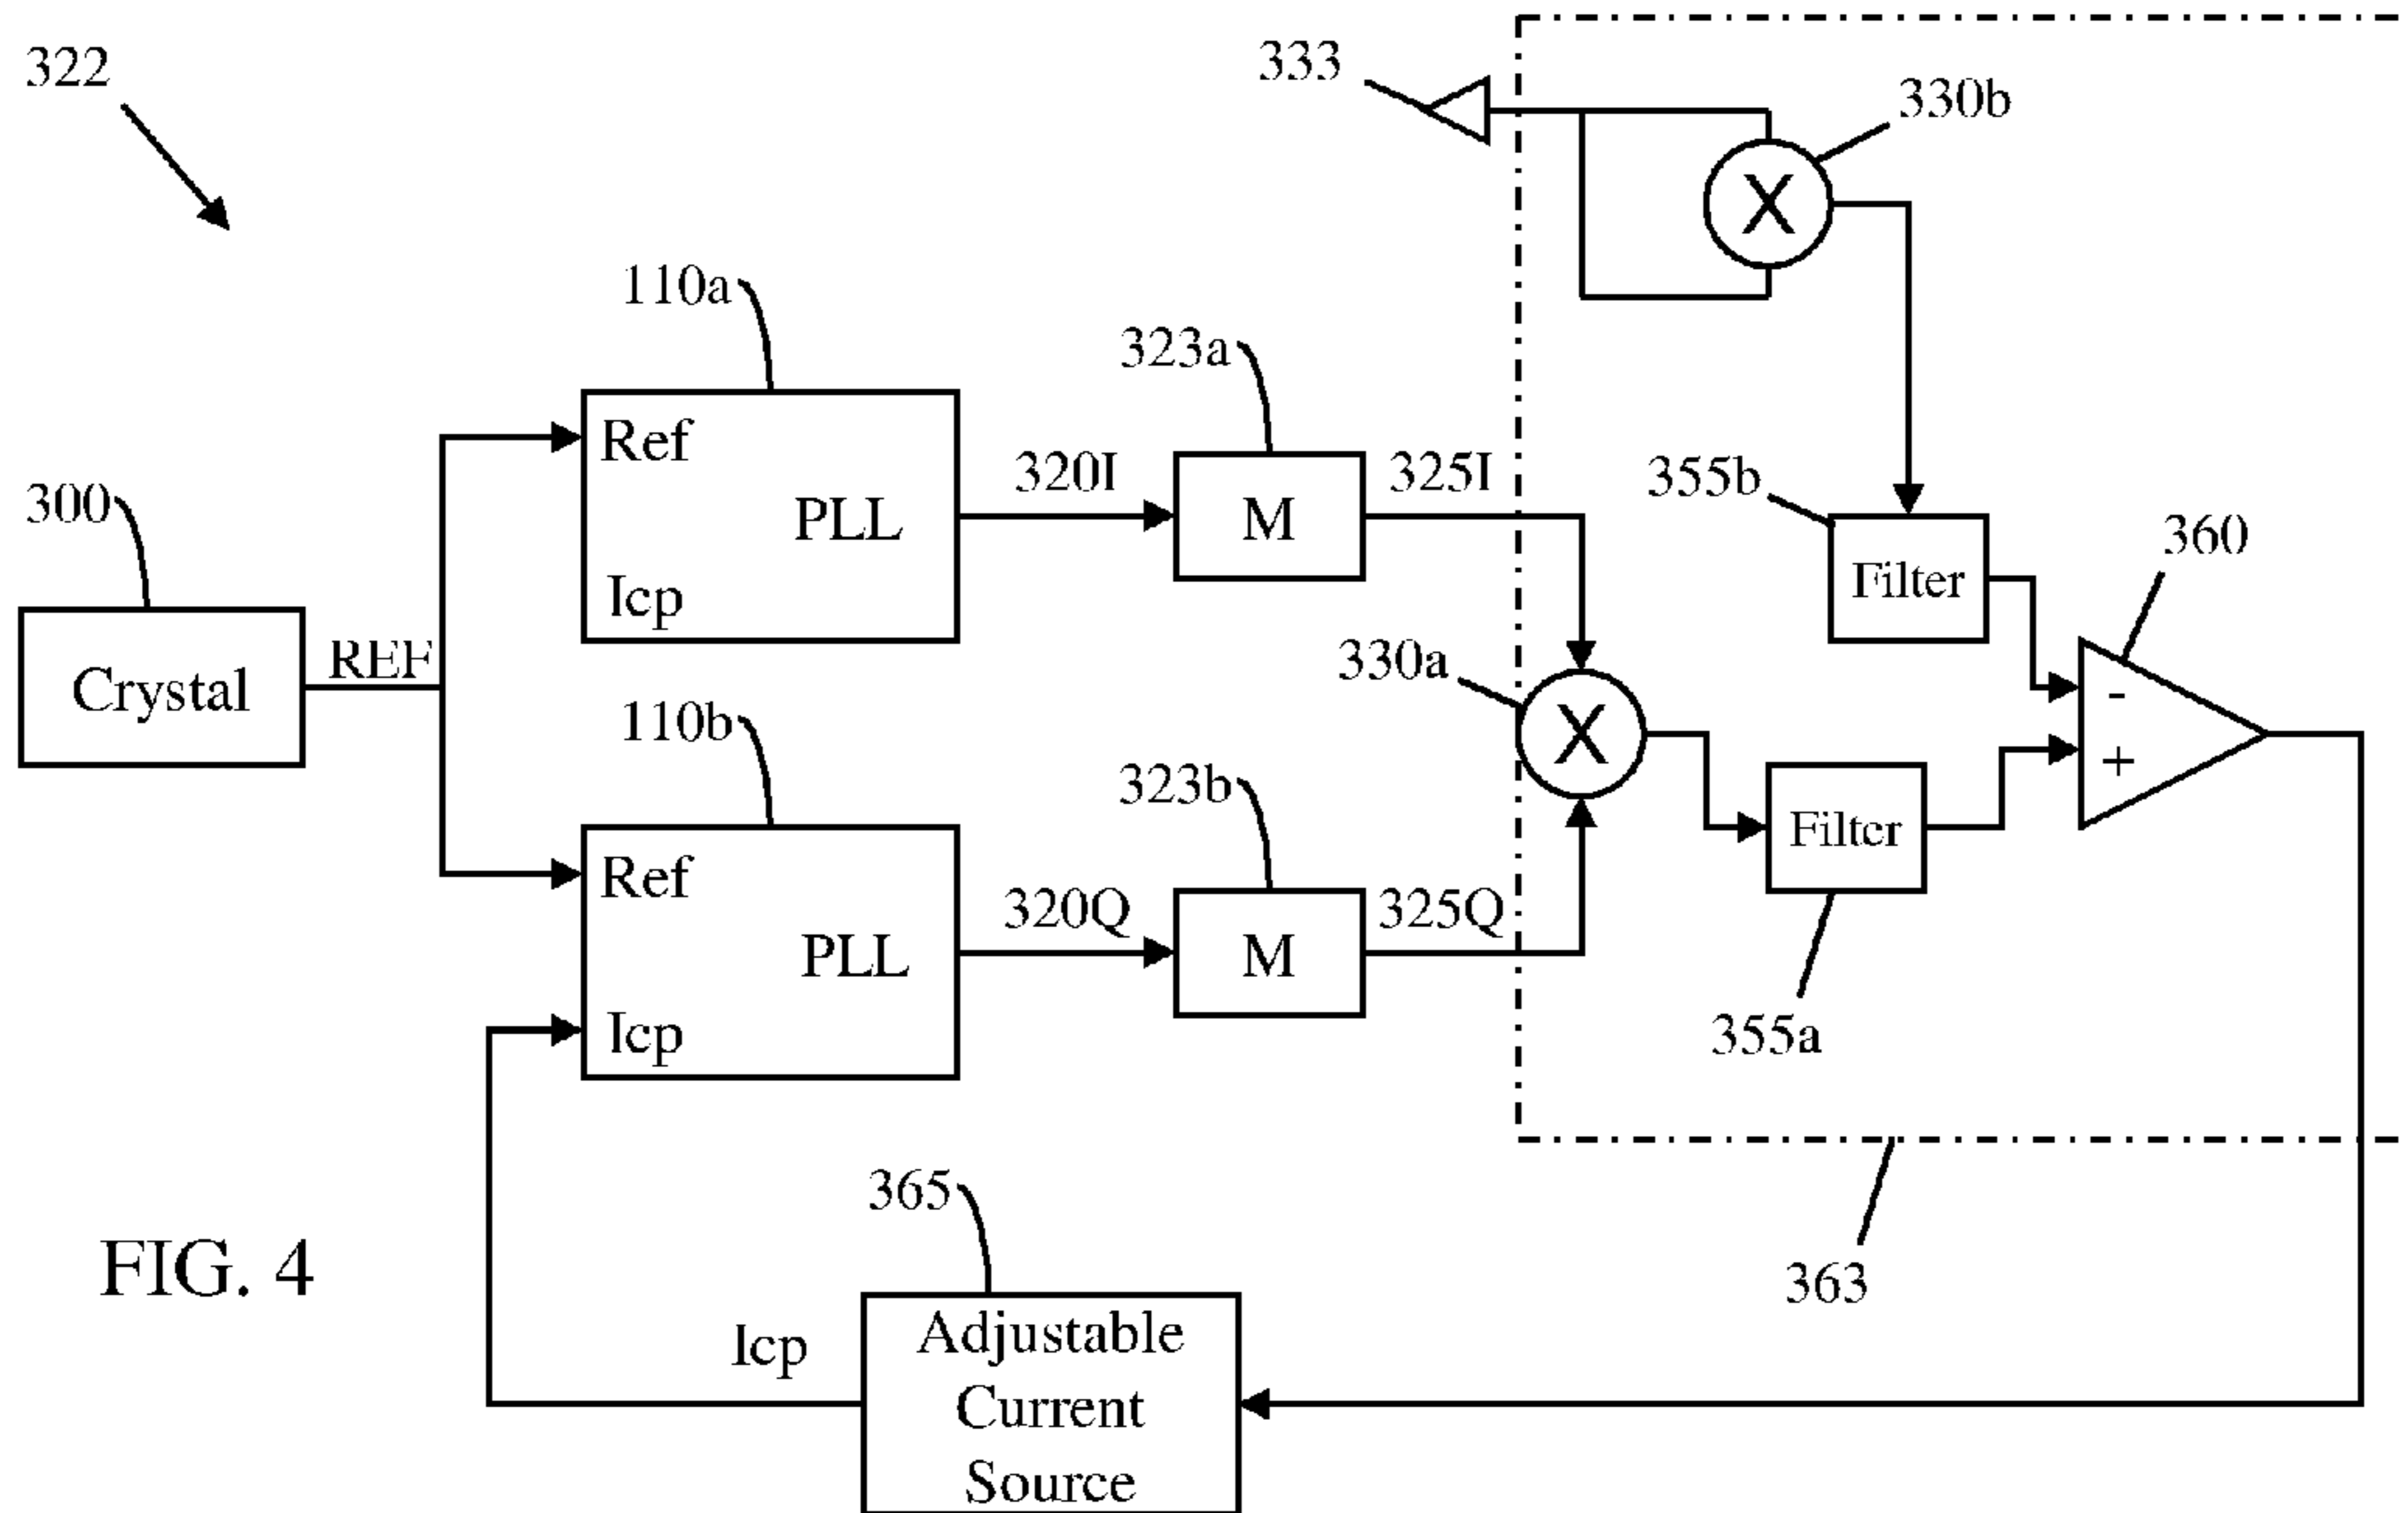 322
333
330b
110a
323a
Ref
300
320I
325I
355b
PLL
M
360
Icp
Filter
REF
330a
Crystal
X
-
110b
X
323b
+
Ref
Filter
320Q
325Q
PLL
M
Icp
355a
365
FIG. 4
363
Icp
Adjustable
Current
Source